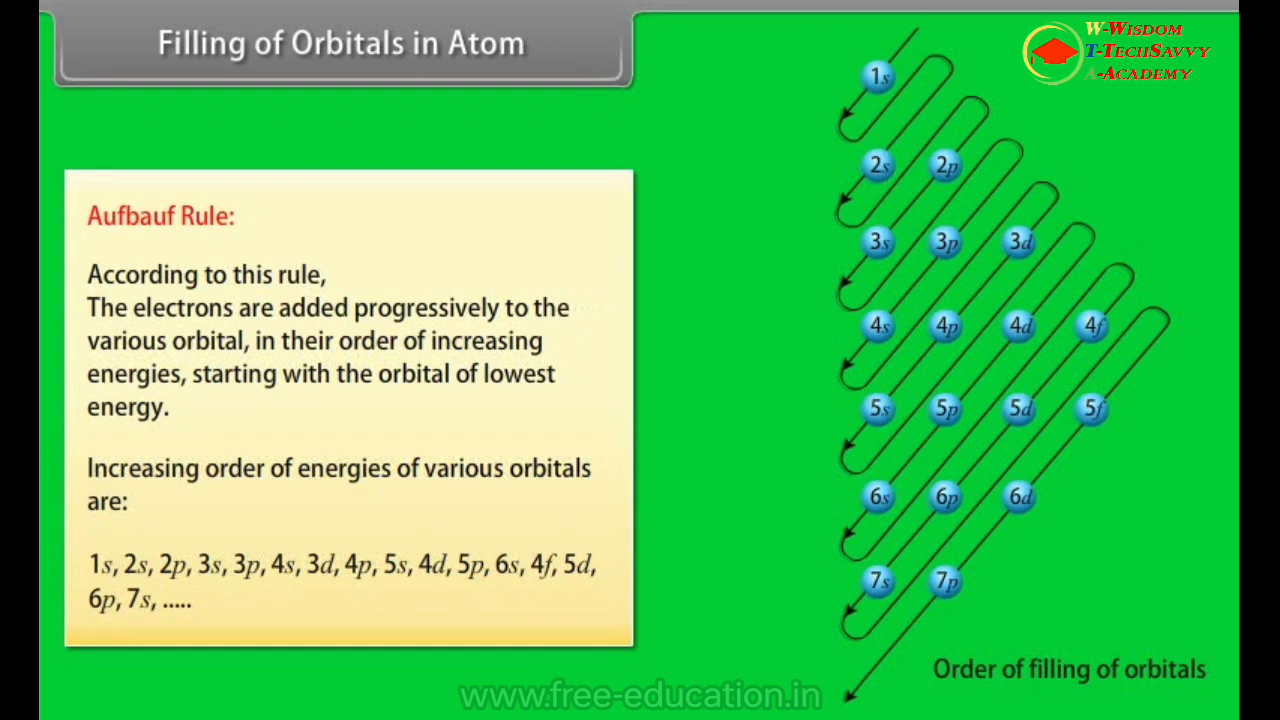 Filling of Orbitals in Atom
W-Wisdom
T-TechSavvy
A-Academy
Aufbauf Rule:
According to this rule,
The electrons are added progressively to the
various orbital, in their order of increasing
energies, starting with the orbital of lowest
energy.
Increasing order of energies of various orbitals
are:
1s, 2s, 2p, 3s, 3p, 4s, 3d, 4p, 5s, 4d, 5p, 6s, 4f, 5d,
6p, 7s, .....
1s
2s 2p
3s 3p 3d
4s 4p 4d 4f
5s 5p 5d 5f
6s 6p 6d
7s 7p
Order of filling of orbitals
www.free-education.in